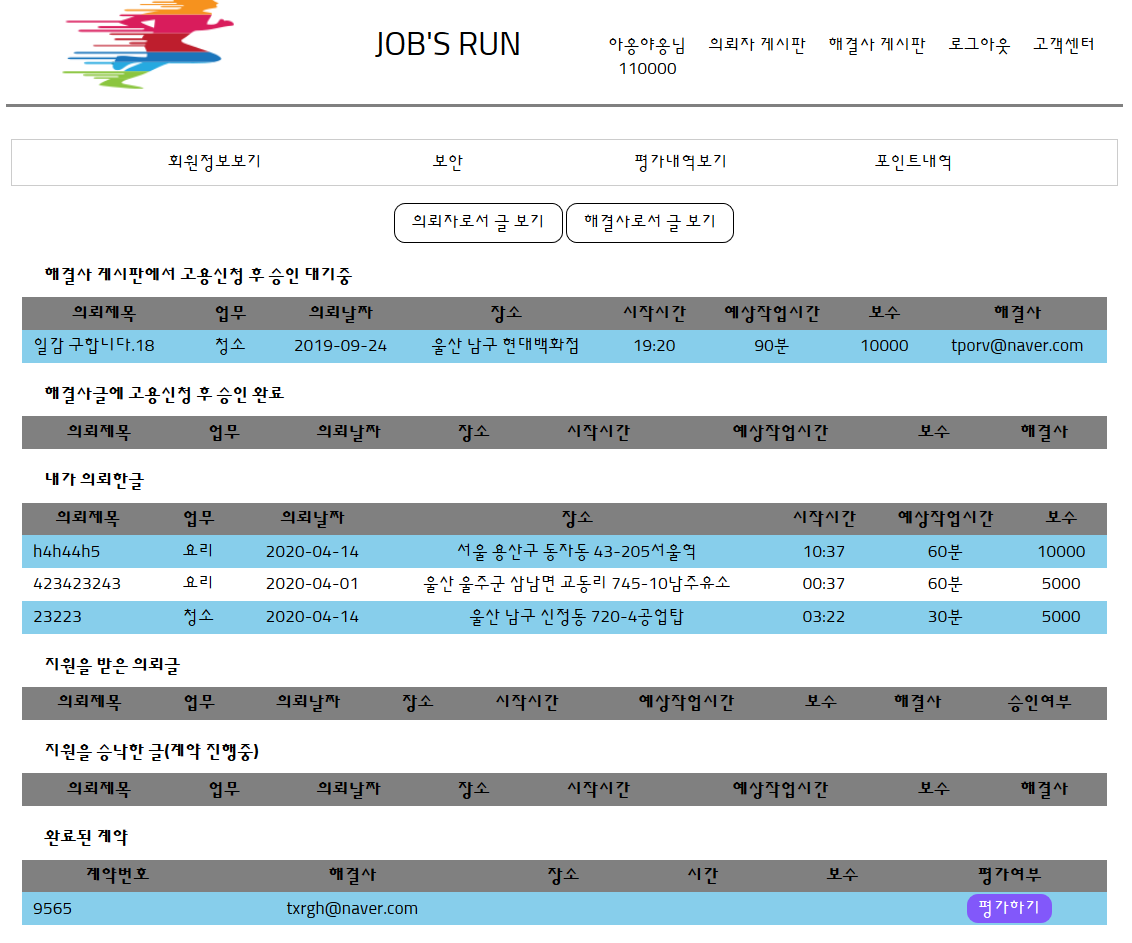 JOB'S RUN
아옹야옹님 의뢰자 게시판 해결사 게시판 로그아웃 고객센터
110000
회원정보보기 보안 평가내역보기 포인트내역
의뢰자로서 글 보기 해결사로서 글 보기
해결사 게시판에서 고용신청 후 승인 대기중
의뢰제목 업무 의뢰날짜 장소 시작시간 예상작업시간 보수 해결사
일감 구합니다.18 청소 2019-09-24 울산 남구 현대백화점 19:20 90분 10000 tporv@naver.com
해결사글에 고용신청 후 승인 완료
의뢰제목 업무 의뢰날짜 장소 시작시간 예상작업시간 보수 해결사
내가 의뢰한글
의뢰제목 업무 의뢰날짜 장소 시작시간 예상작업시간 보수
h4h44h5 요리 2020-04-14 서울 용산구 동자동 43-205서울역 10:37 60분 10000
423423243 요리 2020-04-01 울산 울주군 삼남면 교동리 745-10남주유소 00:37 60분 5000
23223 청소 2020-04-14 울산 남구 신정동 720-4공업탑 03:22 30분 5000
지원을 받은 의뢰글
의뢰제목 업무 의뢰날짜 장소 시작시간 예상작업시간 보수 해결사 승인여부
지원을 승낙한 글(계약 진행중)
의뢰제목 업무 의뢰날짜 장소 시작시간 예상작업시간 보수 해결사
완료된 계약
계약번호 해결사 장소 시간 보수 평가여부
9565 txrgh@naver.com 평가하기